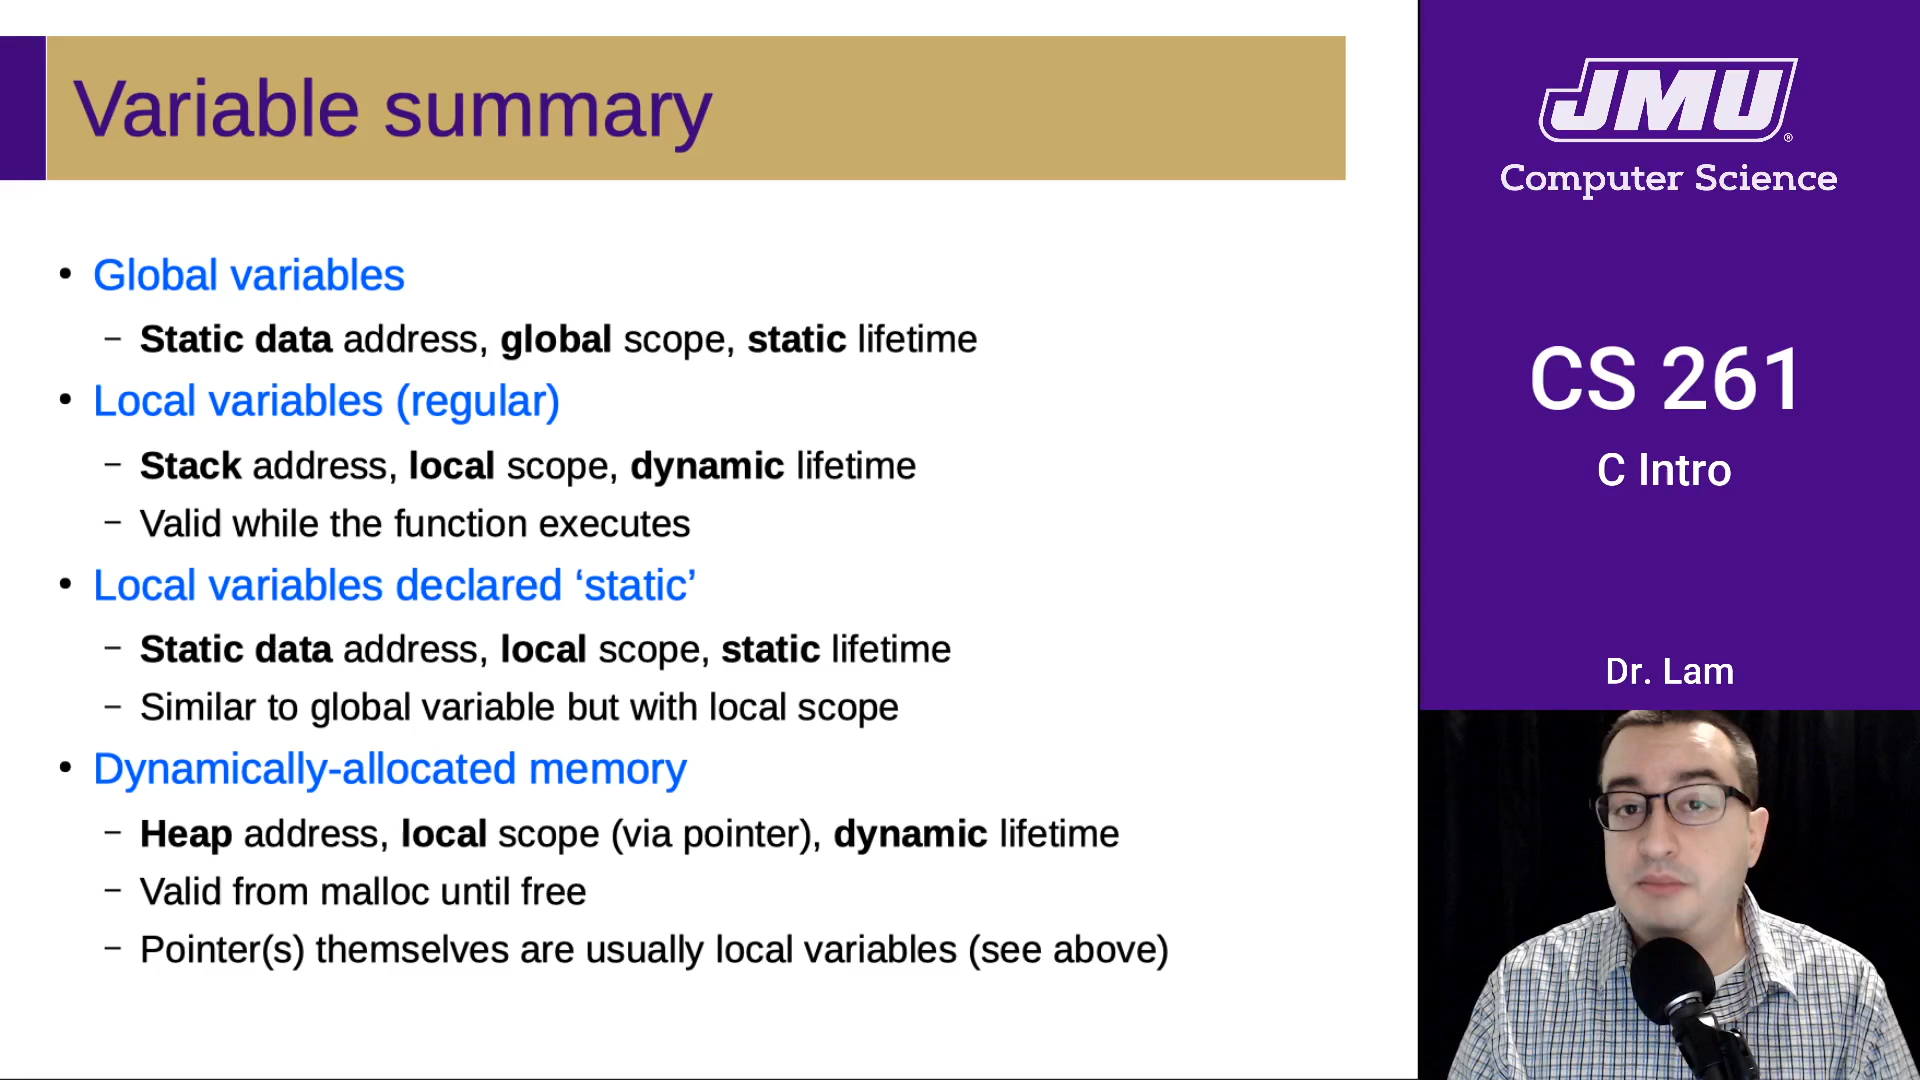 Variable summary
• Global variables
– Static data address, global scope, static lifetime
• Local variables (regular)
– Stack address, local scope, dynamic lifetime
– Valid while the function executes
• Local variables declared ‘static’
– Static data address, local scope, static lifetime
– Similar to global variable but with local scope
• Dynamically-allocated memory
– Heap address, local scope (via pointer), dynamic lifetime
– Valid from malloc until free
– Pointer(s) themselves are usually local variables (see above)
JMU®
Computer Science
CS 261
C Intro
Dr. Lam